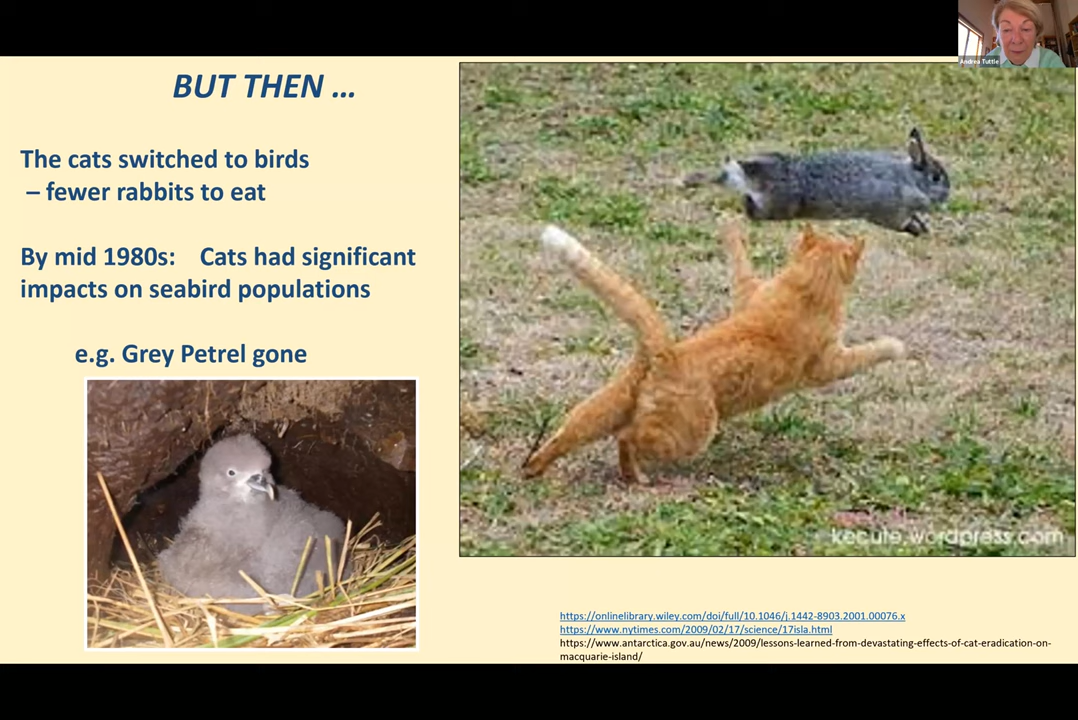 Andrea Tuttle
BUT THEN …
The cats switched to birds
– fewer rabbits to eat
By mid 1980s: Cats had significant
impacts on seabird populations
e.g. Grey Petrel gone
kecute.wordpress.com
https://onlinelibrary.wiley.com/doi/full/10.1046/j.1442-8903.2001.00076.x
https://www.nytimes.com/2009/02/17/science/17isla.html
https://www.antarctica.gov.au/news/2009/lessons-learned-from-devastating-effects-of-cat-eradication-on-
macquarie-island/